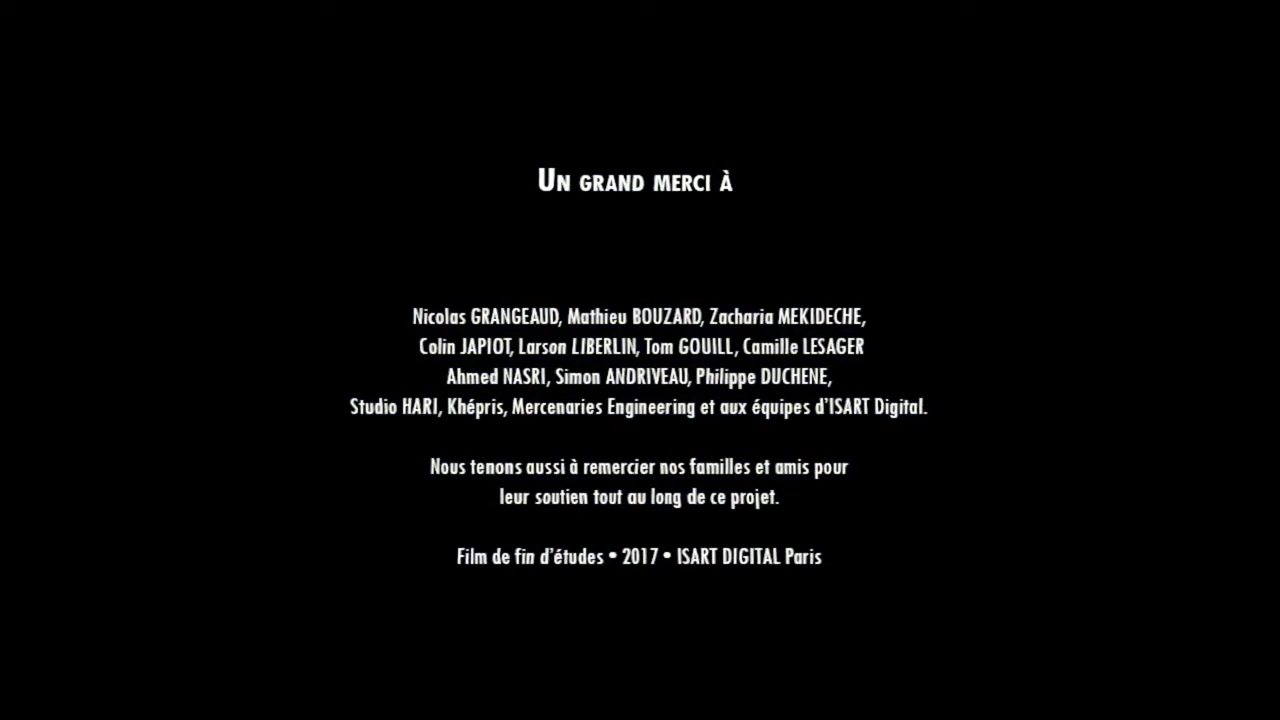 Un grand merci à
Nicolas GRANGEAUD, Mathieu BOUZARD, Zacharia MEKIDECHE,
Colin JAPIOT, Larson LIBERLIN, Tom GOUILL, Camille LESAGER
Ahmed NASRI, Simon ANDRIVEAU, Philippe DUCHENE,
Studio HARI, Khépris, Mercenaries Engineering et aux équipes d'ISART Digital.
Nous tenons aussi à remercier nos familles et amis pour
leur soutien tout au long de ce projet.
Film de fin d'études • 2017 • ISART DIGITAL Paris